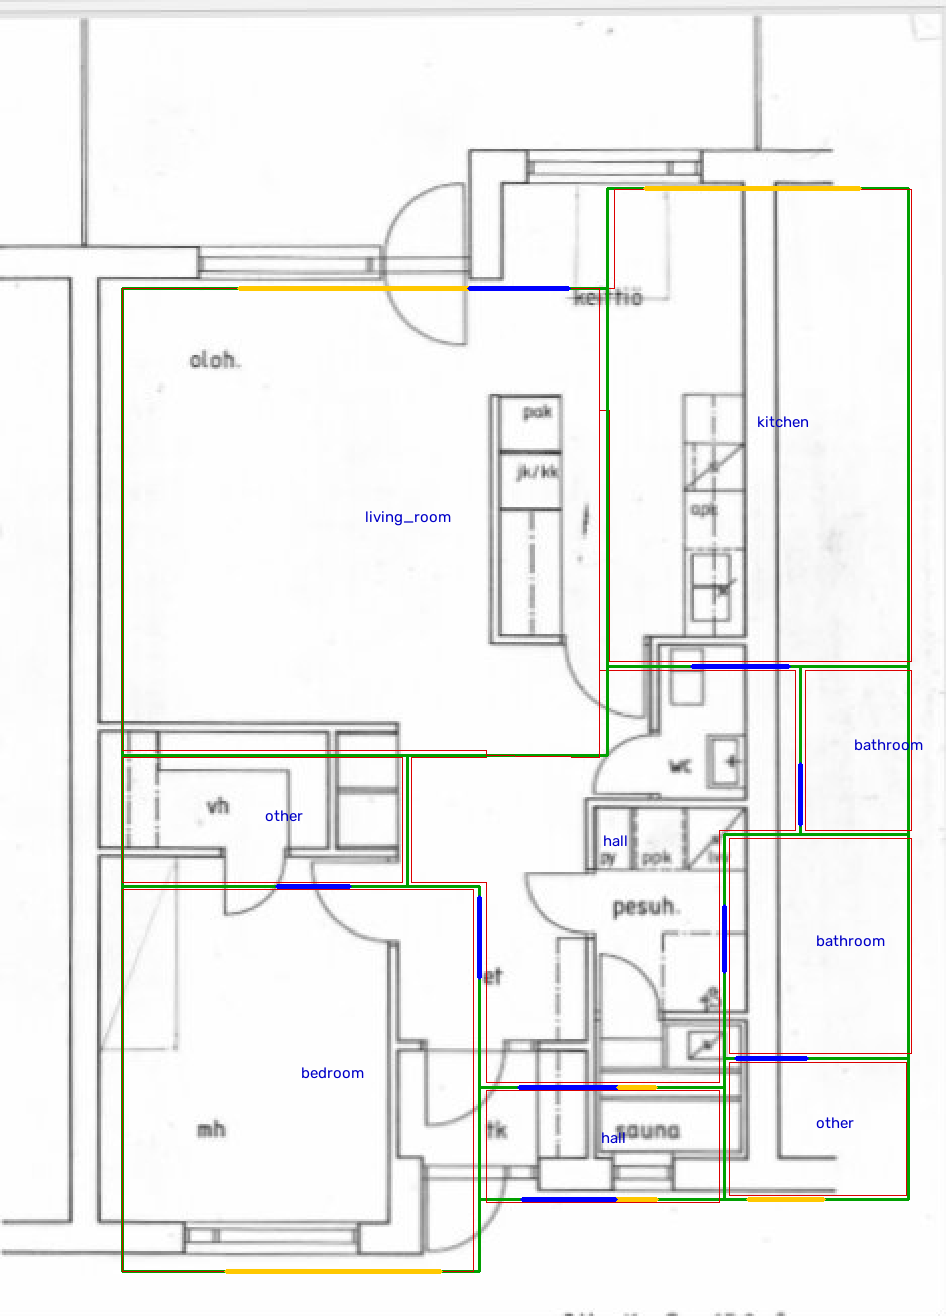 keittiö
oloh.
pak
kitchen
jk/kk
apk
living_room
bathroom
wc
vh
other
hall
py
ppk
pesuh.
bathroom
et
bedroom
other
mh
tk
hall
sauna